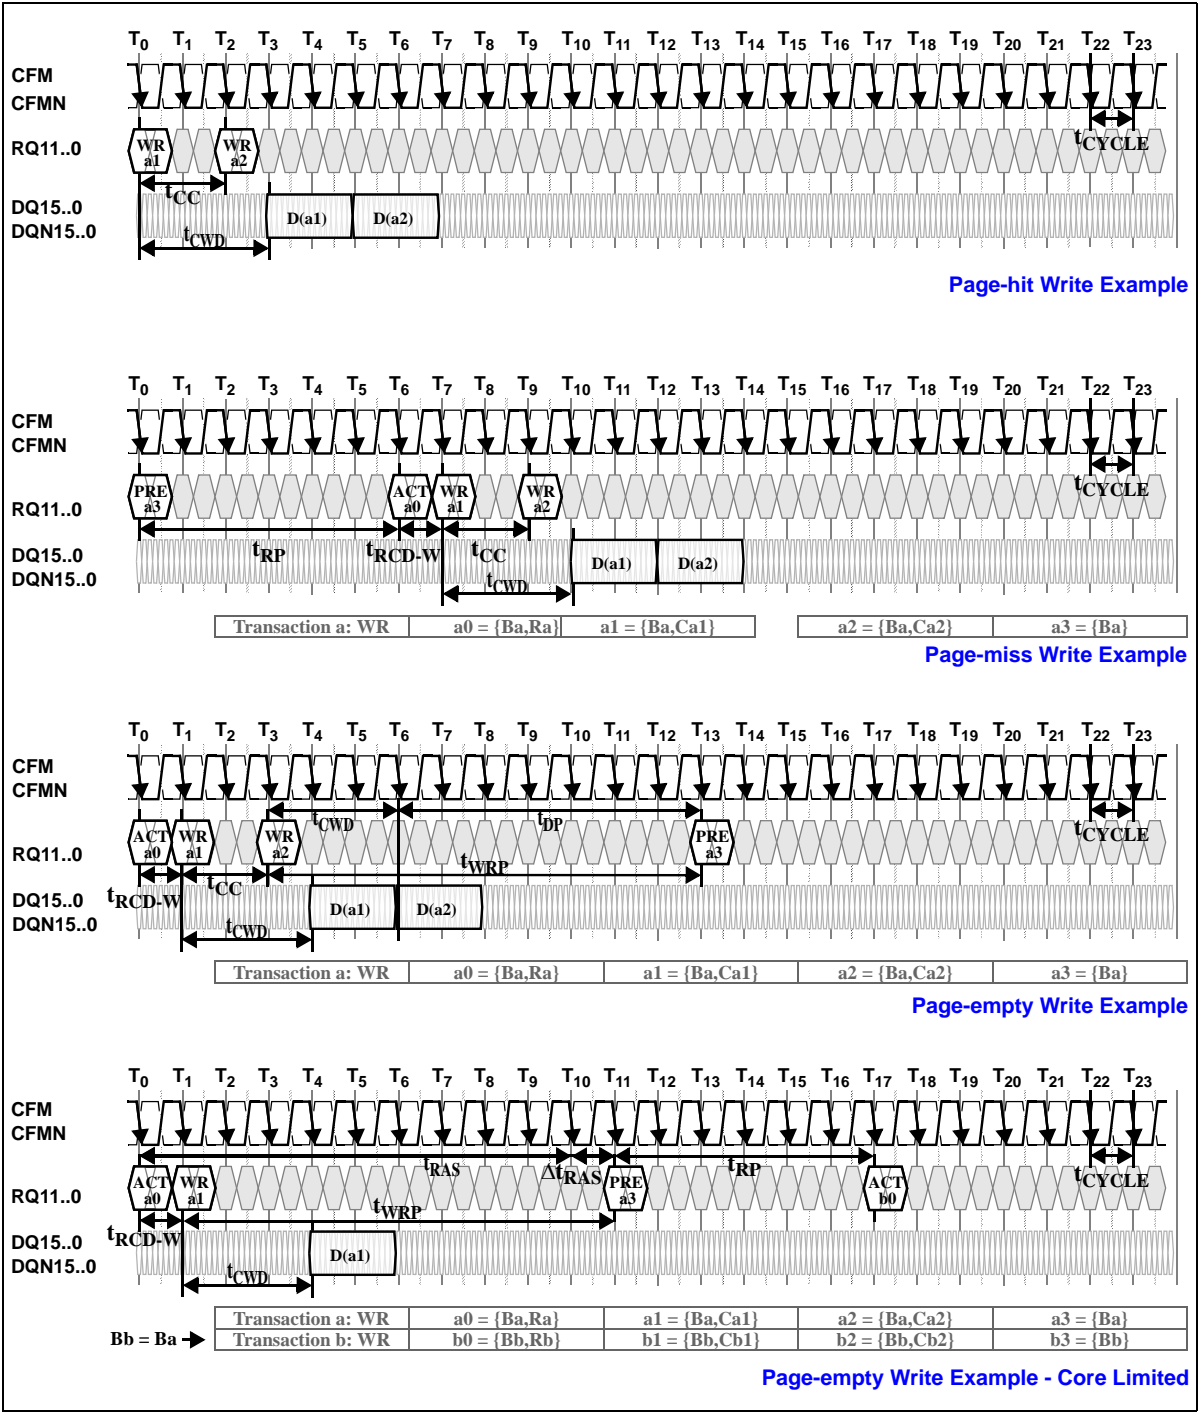 T0 T1 T2 T3 T4 T5 T6 T7 T8 T9 T10 T11 T12 T13 T14 T15 T16 T17 T18 T19 T20 T21 T22 T23
CFM
CFMN
tCYCLE
RQ11..0 WR a1 WR a2
tCC
DQ15..0
DQN15..0 D(a1) D(a2)
tCWD
Page-hit Write Example
T0 T1 T2 T3 T4 T5 T6 T7 T8 T9 T10 T11 T12 T13 T14 T15 T16 T17 T18 T19 T20 T21 T22 T23
CFM
CFMN
tCYCLE
RQ11..0 PRE a3 ACT a0 WR a1 WR a2
tRP tRCD-W tCC
DQ15..0
DQN15..0 D(a1) D(a2)
tCWD
Transaction a: WR a0 = {Ba,Ra} a1 = {Ba,Ca1} a2 = {Ba,Ca2} a3 = {Ba}
Page-miss Write Example
T0 T1 T2 T3 T4 T5 T6 T7 T8 T9 T10 T11 T12 T13 T14 T15 T16 T17 T18 T19 T20 T21 T22 T23
CFM
CFMN
tCWD tDP tCYCLE
RQ11..0 ACT a0 WR a1 WR a2 PRE a3
tWRP
tRCD-W tCC
DQ15..0
DQN15..0 D(a1) D(a2)
tCWD
Transaction a: WR a0 = {Ba,Ra} a1 = {Ba,Ca1} a2 = {Ba,Ca2} a3 = {Ba}
Page-empty Write Example
T0 T1 T2 T3 T4 T5 T6 T7 T8 T9 T10 T11 T12 T13 T14 T15 T16 T17 T18 T19 T20 T21 T22 T23
CFM
CFMN
tRAS ΔtRAS tRP tCYCLE
RQ11..0 ACT a0 WR a1 PRE a3 ACT b0
tWRP
tRCD-W
DQ15..0
DQN15..0 D(a1)
tCWD
Transaction a: WR a0 = {Ba,Ra} a1 = {Ba,Ca1} a2 = {Ba,Ca2} a3 = {Ba}
Bb = Ba Transaction b: WR b0 = {Bb,Rb} b1 = {Bb,Cb1} b2 = {Bb,Cb2} b3 = {Bb}
Page-empty Write Example - Core Limited